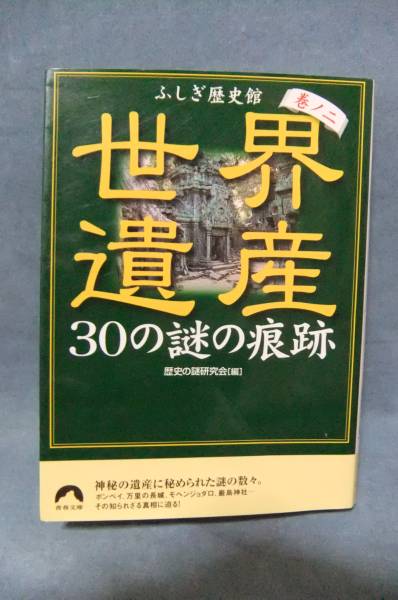 ふしぎ歴史館
巻ノ二
世界
遺産
30の謎の痕跡
歴史の謎研究会[編]
神秘の遺産に秘められた謎の数々。
ポンペイ、万里の長城、モヘンジョダロ、厳島神社…
その知られざる真相に迫る!
青春文庫